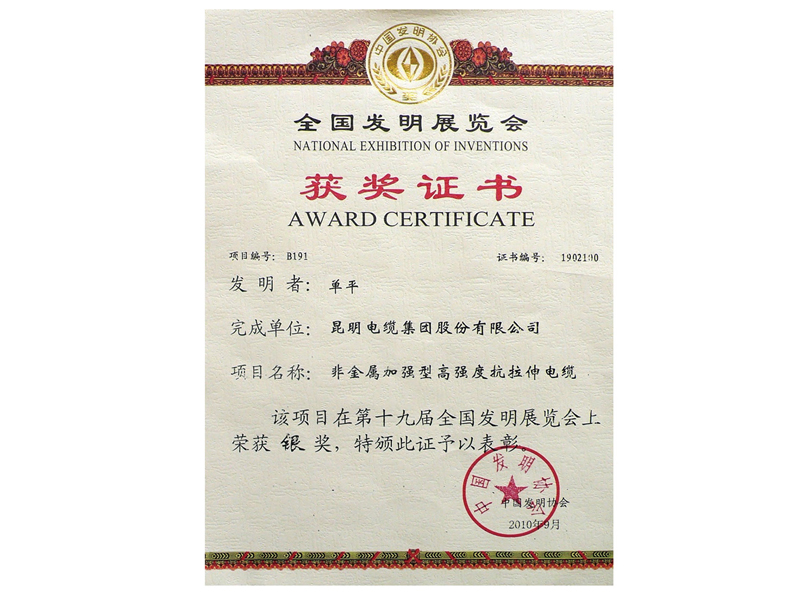 中国发明协会
奖
全国发明展览会
NATIONAL EXHIBITION OF INVENTIONS
获奖证书
AWARD CERTIFICATE
项目编号： B191 证书编号： 1902190
发 明 者： 单平
完成单位： 昆明电缆集团股份有限公司
项目名称： 非金属加强型高强度抗拉伸电缆
该项目在第十九届全国发明展览会上
荣获 银 奖，特颁此证予以表彰。
中国发明协会
中国发明协会
2010年9月